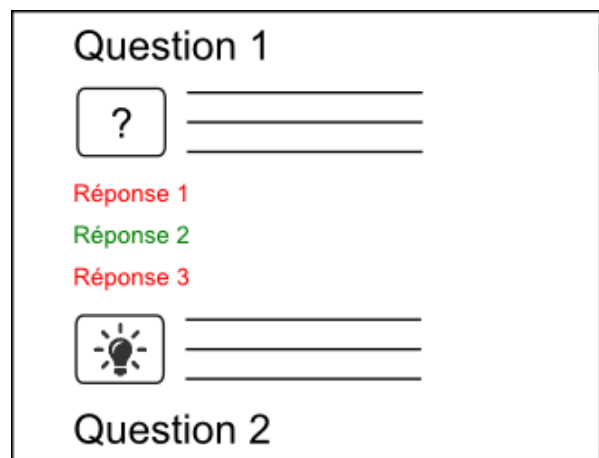 Question 1
?
Réponse 1
Réponse 2
Réponse 3
Question 2